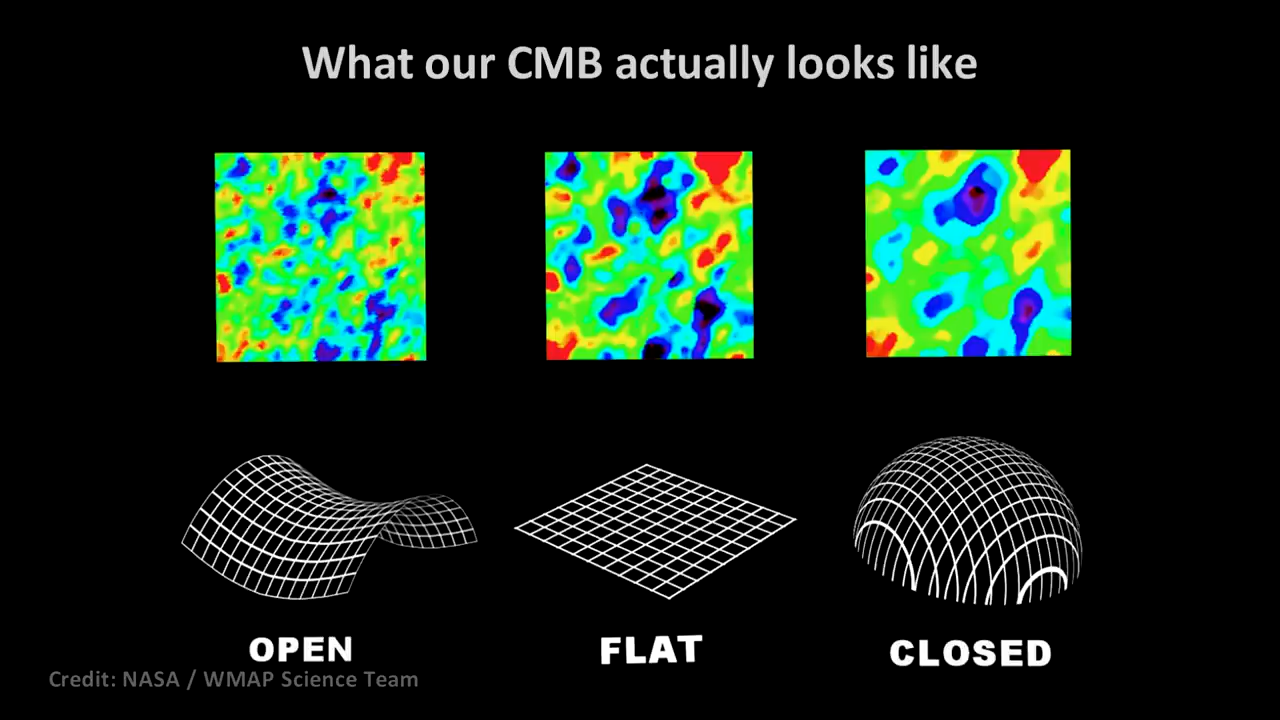 What our CMB actually looks like
OPEN
FLAT
CLOSED
Credit: NASA / WMAP Science Team